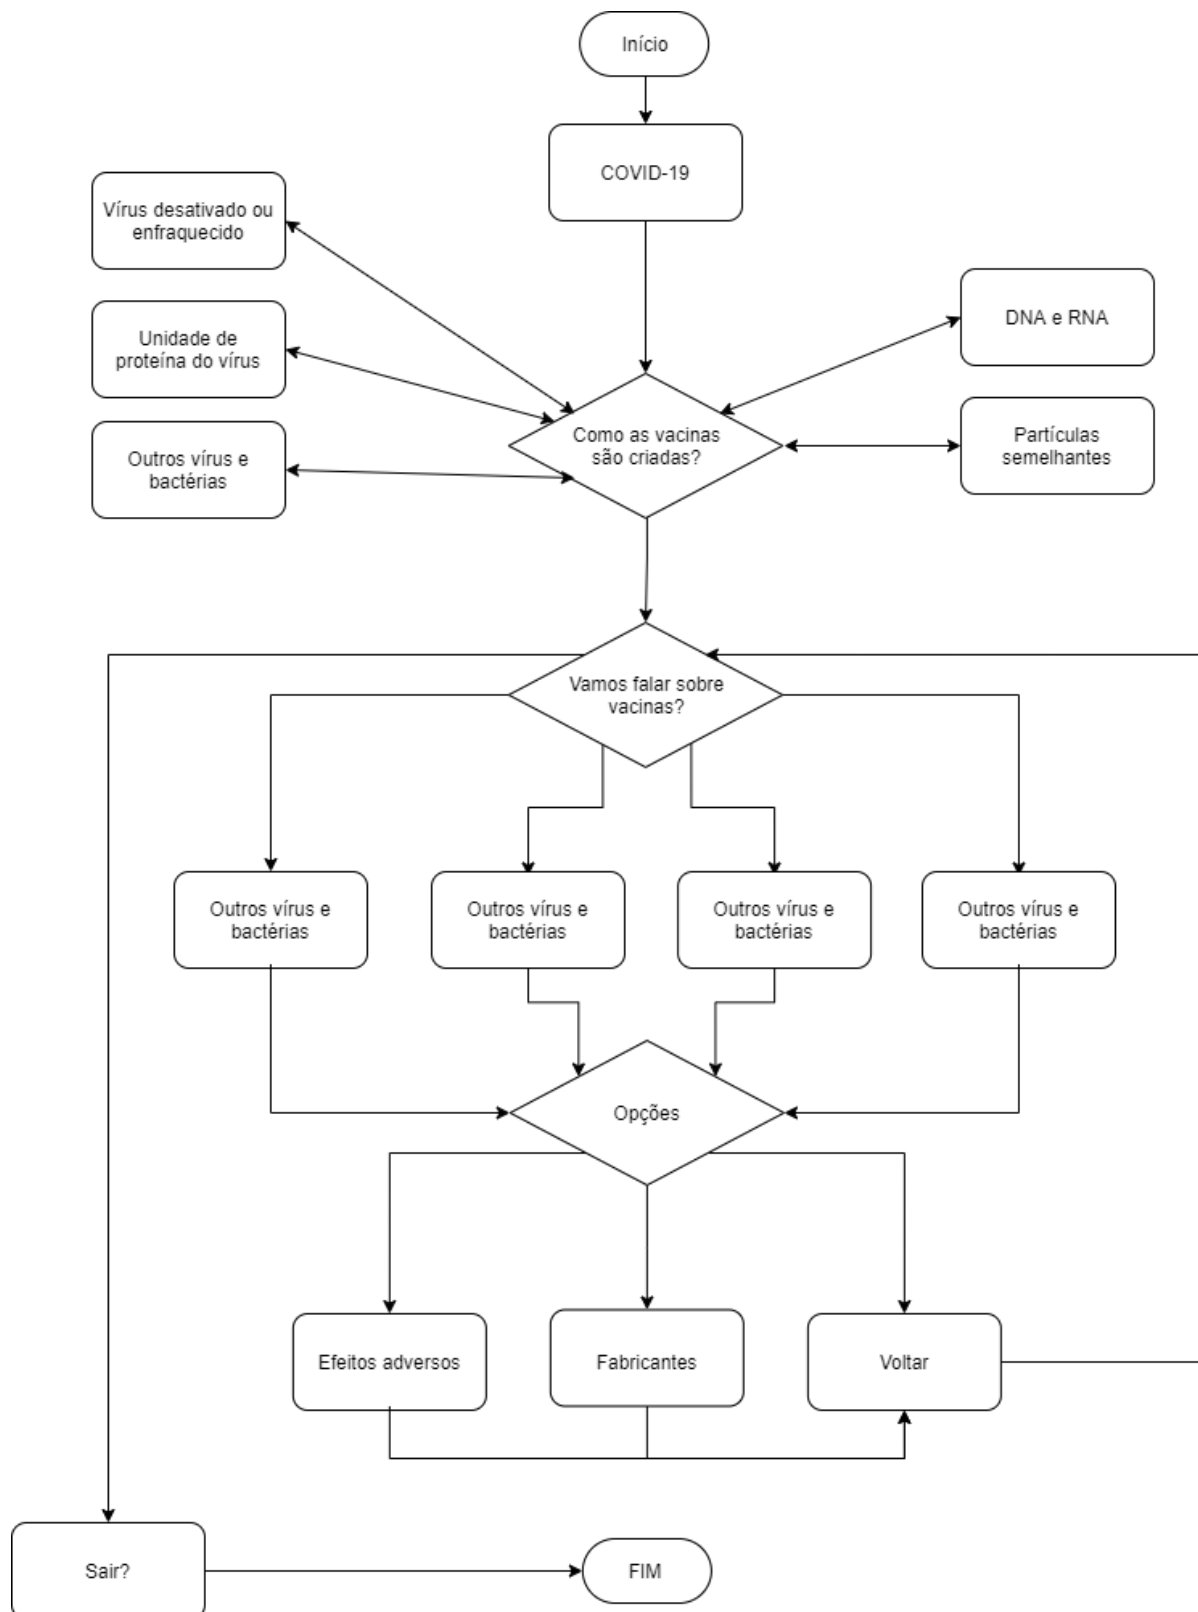 Início
COVID-19
Vírus desativado ou
enfraquecido
DNA e RNA
Unidade de
proteína do vírus
Como as vacinas
são criadas?
Partículas
semelhantes
Outros vírus e
bactérias
Vamos falar sobre
vacinas?
Outros vírus e
bactérias
Outros vírus e
bactérias
Outros vírus e
bactérias
Outros vírus e
bactérias
Opções
Efeitos adversos
Fabricantes
Voltar
Sair?
FIM